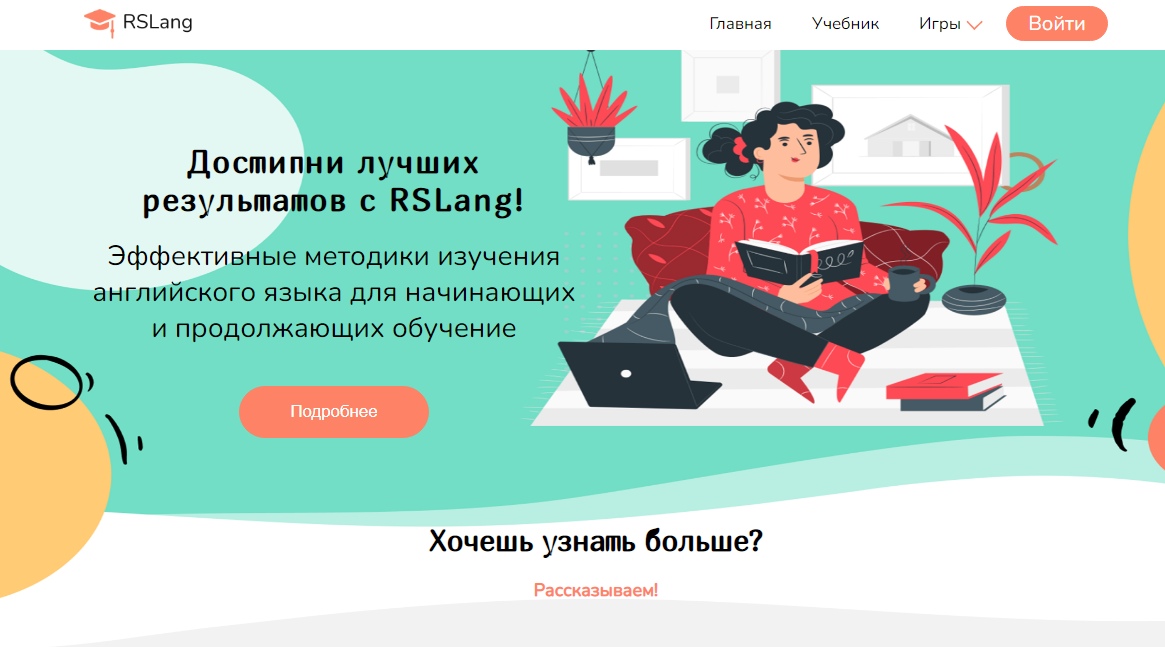 RSLang
Главная
Учебник
Игры
Войти
Достигни лучших
результатов с RSLang!
Эффективные методики изучения
английского языка для начинающих
и продолжающих обучение
Подробнее
Хочешь узнать больше?
Рассказываем!